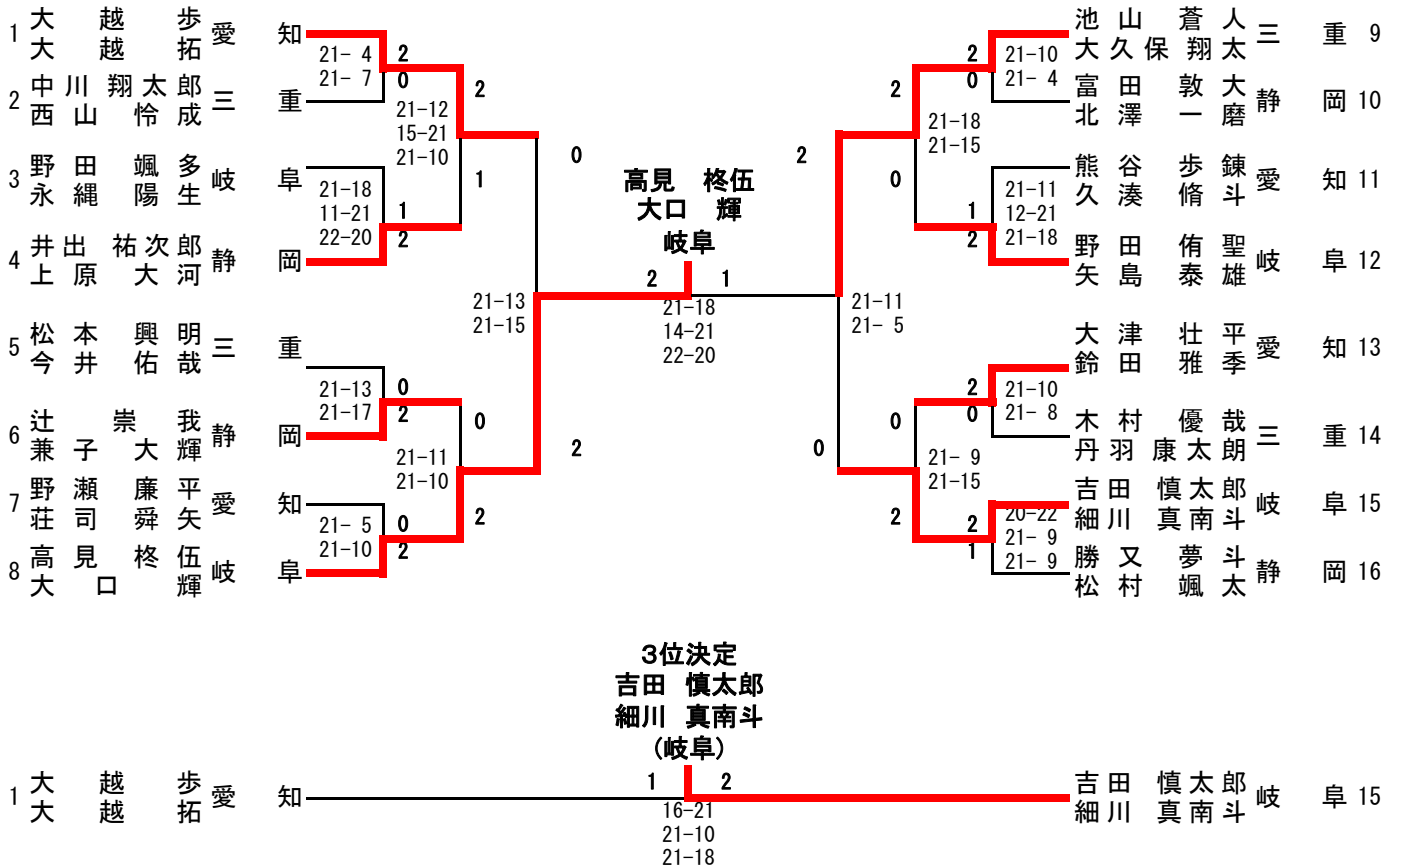 1 大越歩 愛知
大越拓
21- 4
21- 7
2
0
2 中川翔太郎 三重
西山怜成
21-12
15-21
21-10
2
1
3 野田颯多 岐阜
永縄陽生
21-18
11-21
22-20
1
2
4 井出祐次郎 静岡
上原大河
0
21-13
21-15
2
5 松本興明 三重
今井佑哉
21-13
21-17
0
2
6 辻崇我 静岡
兼子大輝
21-11
21-10
0
2
7 野瀬廉平 愛知
荘司舜矢
21- 5
21-10
0
2
8 高見柊伍 岐阜
大口輝
高見 柊伍
大口 輝
岐阜
2 1
21-18
14-21
22-20
池山蒼人 三重 9
大久保翔太
2
0
21-10
21- 4
富田敦大 静岡 10
北澤一磨
2
0
21-18
21-15
熊谷歩錬 愛知 11
久湊脩斗
1
2
21-11
12-21
21-18
野田侑聖 岐阜 12
矢島泰雄
2
21-11
21- 5
0
大津壮平 愛知 13
鈴田雅季
2
0
21-10
21- 8
木村優哉 三重 14
丹羽康太朗
0
2
21- 9
21-15
吉田慎太郎 岐阜 15
細川真南斗
2
1
20-22
21- 9
21- 9
勝又夢斗 静岡 16
松村颯太
3位決定
吉田 慎太郎
細川 真南斗
(岐阜)
1 大越歩 愛知
大越拓
1 2
16-21
21-10
21-18
吉田慎太郎 岐阜 15
細川真南斗